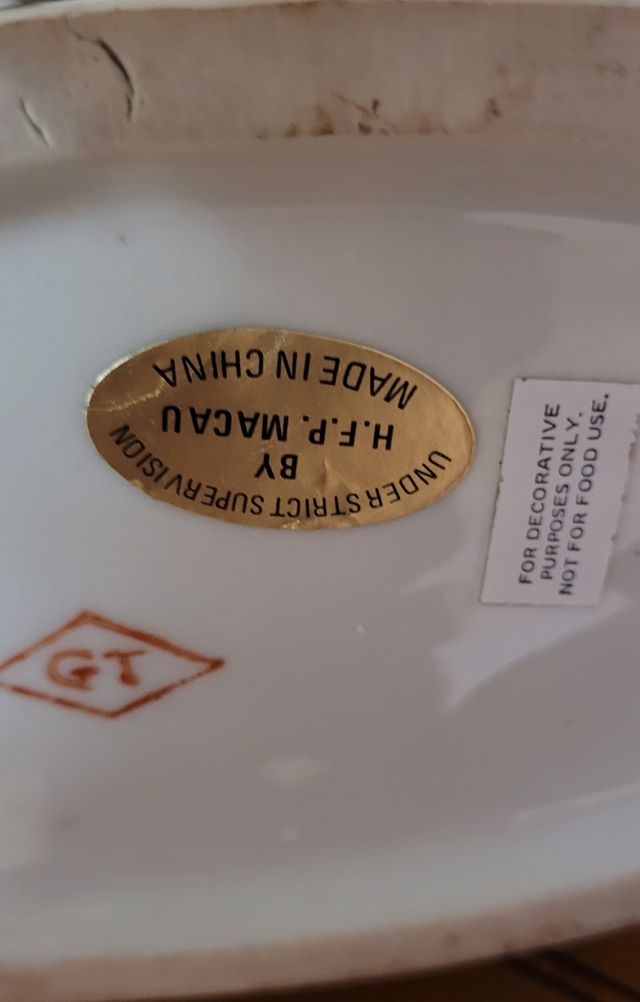 UNDER STRICT SUPERVISION
BY
H.F.P. MACAU
MADE IN CHINA
FOR DECORATIVE
PURPOSES ONLY.
NOT FOR FOOD USE.
GT